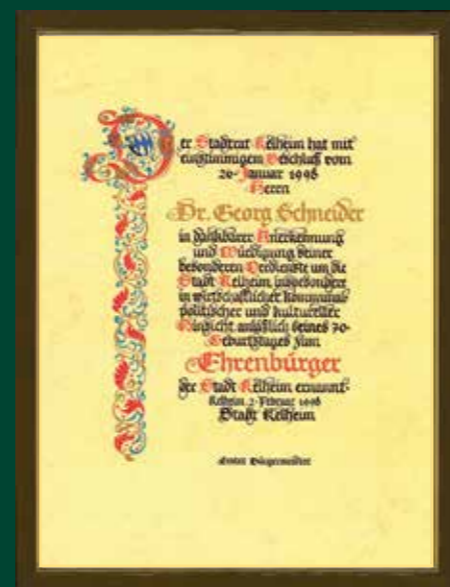 Der Stadtrat Kelheim hat mit
einstimmigem Beschluß vom
26. Januar 1998
Herrn
Dr. Georg Schneider
in dankbarer Anerkennung
und Würdigung seiner
besonderen Verdienste um die
Stadt Kelheim, insbesondere
in wirtschaftlicher kommunal-
politischer und kultureller
Hinsicht anläßlich seines 70.
Geburtstages zum
Ehrenbürger
der Stadt Kelheim ernannt.
Kelheim, 2. Februar 1998
Stadt Kelheim
Erster Bürgermeister